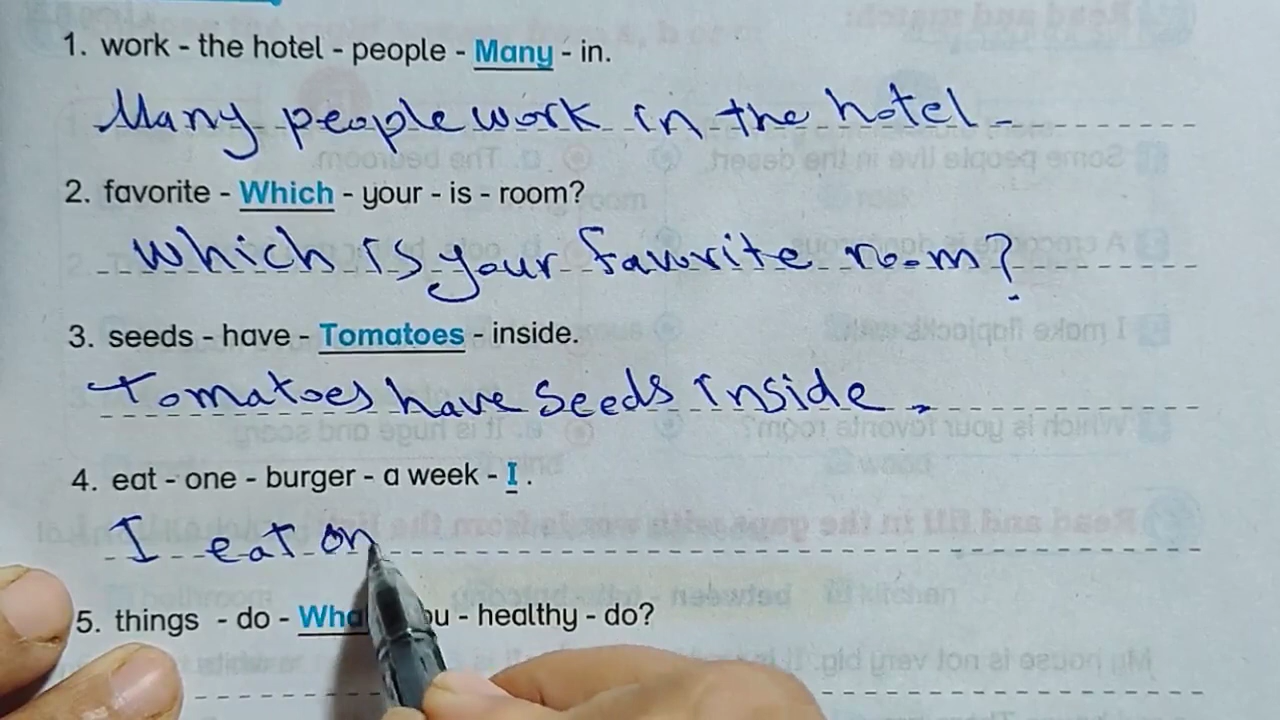 1. work - the hotel - people - Many - in.
Many people work in the hotel.
2. favorite - Which - your - is - room?
Which is your favorite room?
3. seeds - have - Tomatoes - inside.
Tomatoes have seeds inside.
4. eat - one - burger - a week - I .
I eat on
5. things - do - - healthy - do?